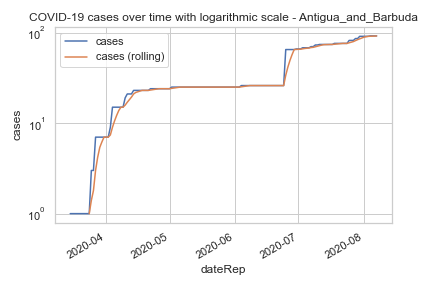 COVID-19 cases over time with logarithmic scale - Antigua_and_Barbuda
cases
cases (rolling)
10²
10¹
10⁰
cases
2020-04
2020-05
2020-06
2020-07
2020-08
dateRep